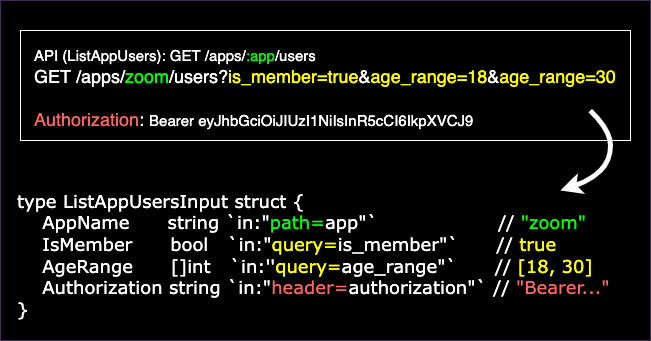 API (ListAppUsers): GET /apps/:app/users
GET /apps/zoom/users?is_member=true&age_range=18&age_range=30
Authorization: Bearer eyJhbGciOiJIUzI1NiIsInR5cCI6IkpXVCJ9
type ListAppUsersInput struct {
AppName string `in:"path=app"` // "zoom"
IsMember bool `in:"query=is_member"` // true
AgeRange []int `in:''query=age_range"` // [18, 30]
Authorization string `in:"header=authorization"` // "Bearer..."
}